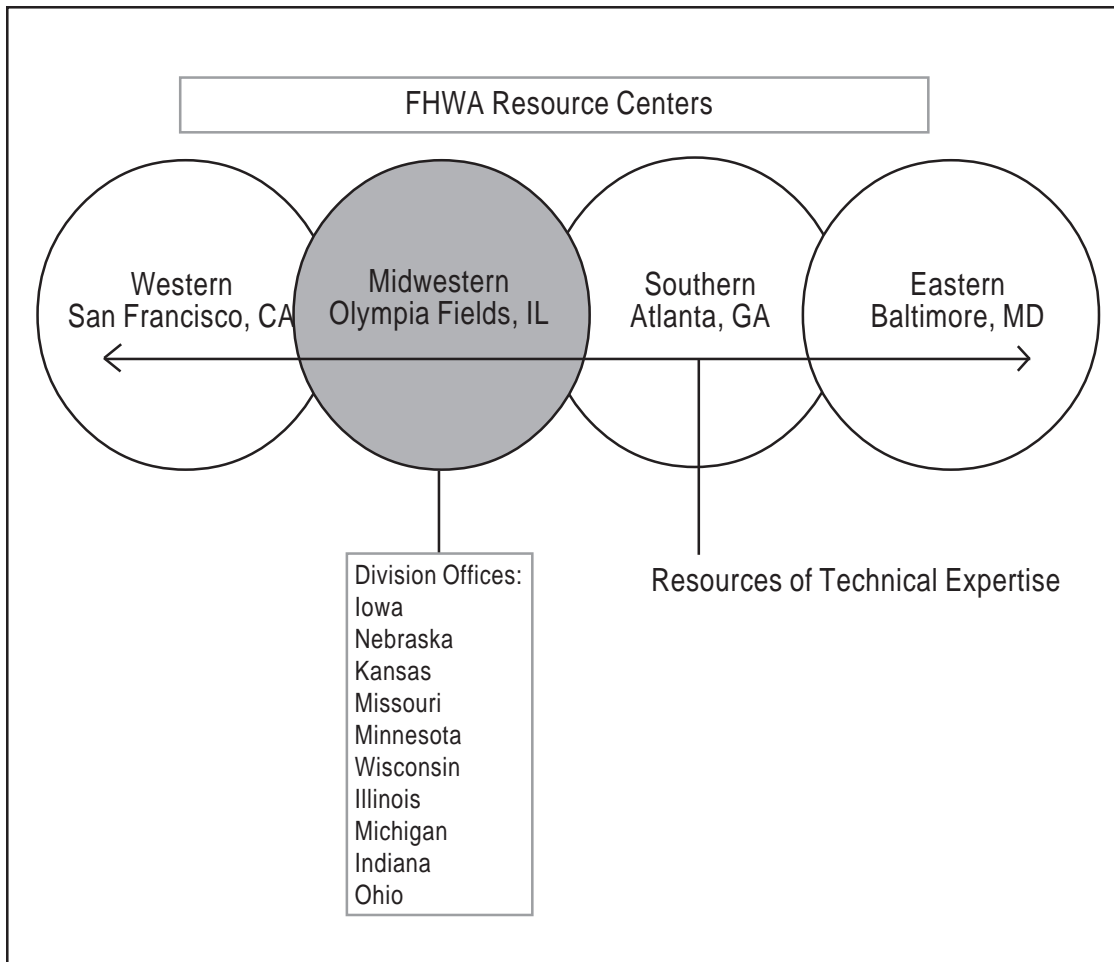 FHWA Resource Centers
Western
San Francisco, CA
Midwestern
Olympia Fields, IL
Southern
Atlanta, GA
Eastern
Baltimore, MD
Division Offices:
Iowa
Nebraska
Kansas
Missouri
Minnesota
Wisconsin
Illinois
Michigan
Indiana
Ohio
Resources of Technical Expertise